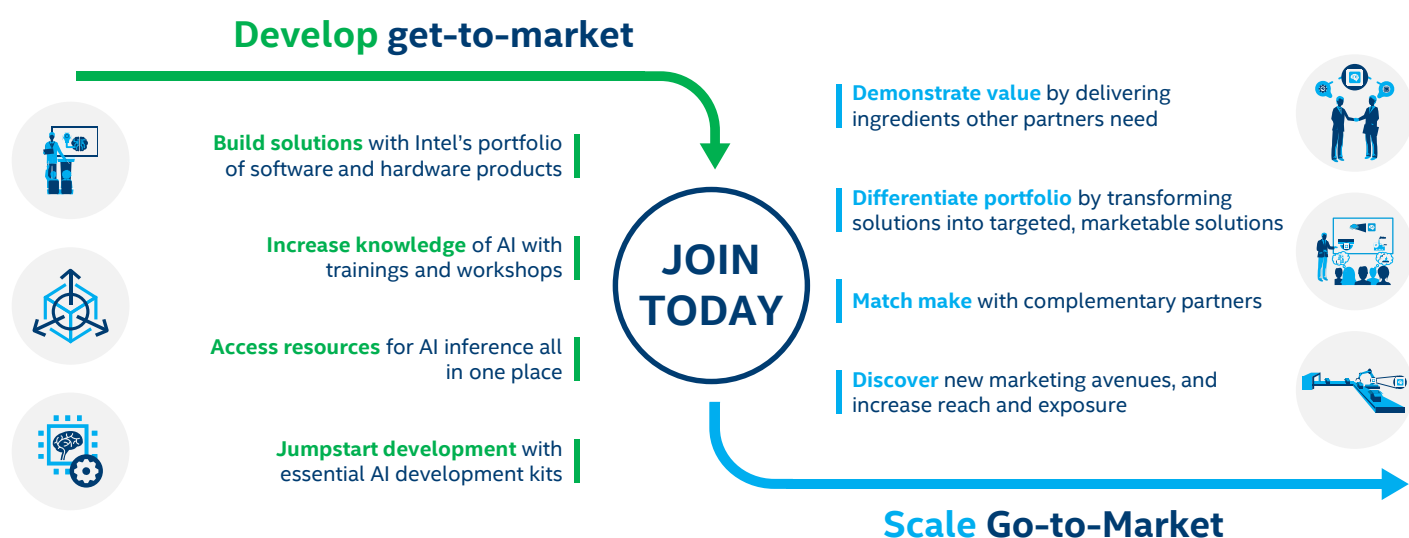 Develop get-to-market
Build solutions with Intel's portfolio
of software and hardware products
Increase knowledge of AI with
trainings and workshops
Access resources for AI inference all
in one place
Jumpstart development with
essential AI development kits
JOIN
TODAY
Demonstrate value by delivering
ingredients other partners need
Differentiate portfolio by transforming
solutions into targeted, marketable solutions
Match make with complementary partners
Discover new marketing avenues, and
increase reach and exposure
Scale Go-to-Market